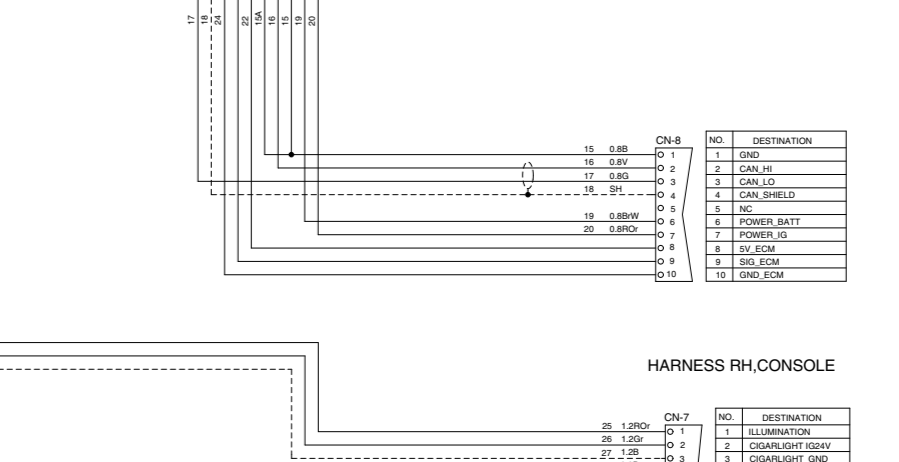 17
18
24
22
15A
16
15
19
20
CN-8
NO. DESTINATION
15 0.8B 1
1 GND
16 0.8V 2
2 CAN_HI
17 0.8G 3
3 CAN_LO
18 SH 4
4 CAN_SHIELD
5
5 NC
19 0.8BrW 6
6 POWER_BATT
20 0.8ROr 7
7 POWER_IG
8
8 5V_ECM
9
9 SIG_ECM
10
10 GND_ECM
HARNESS RH,CONSOLE
CN-7
NO. DESTINATION
25 1.2ROr 1
1 ILLUMINATION
26 1.2Gr 2
2 CIGARLIGHT IG24V
27 1.2B 3
3 CIGARLIGHT GND